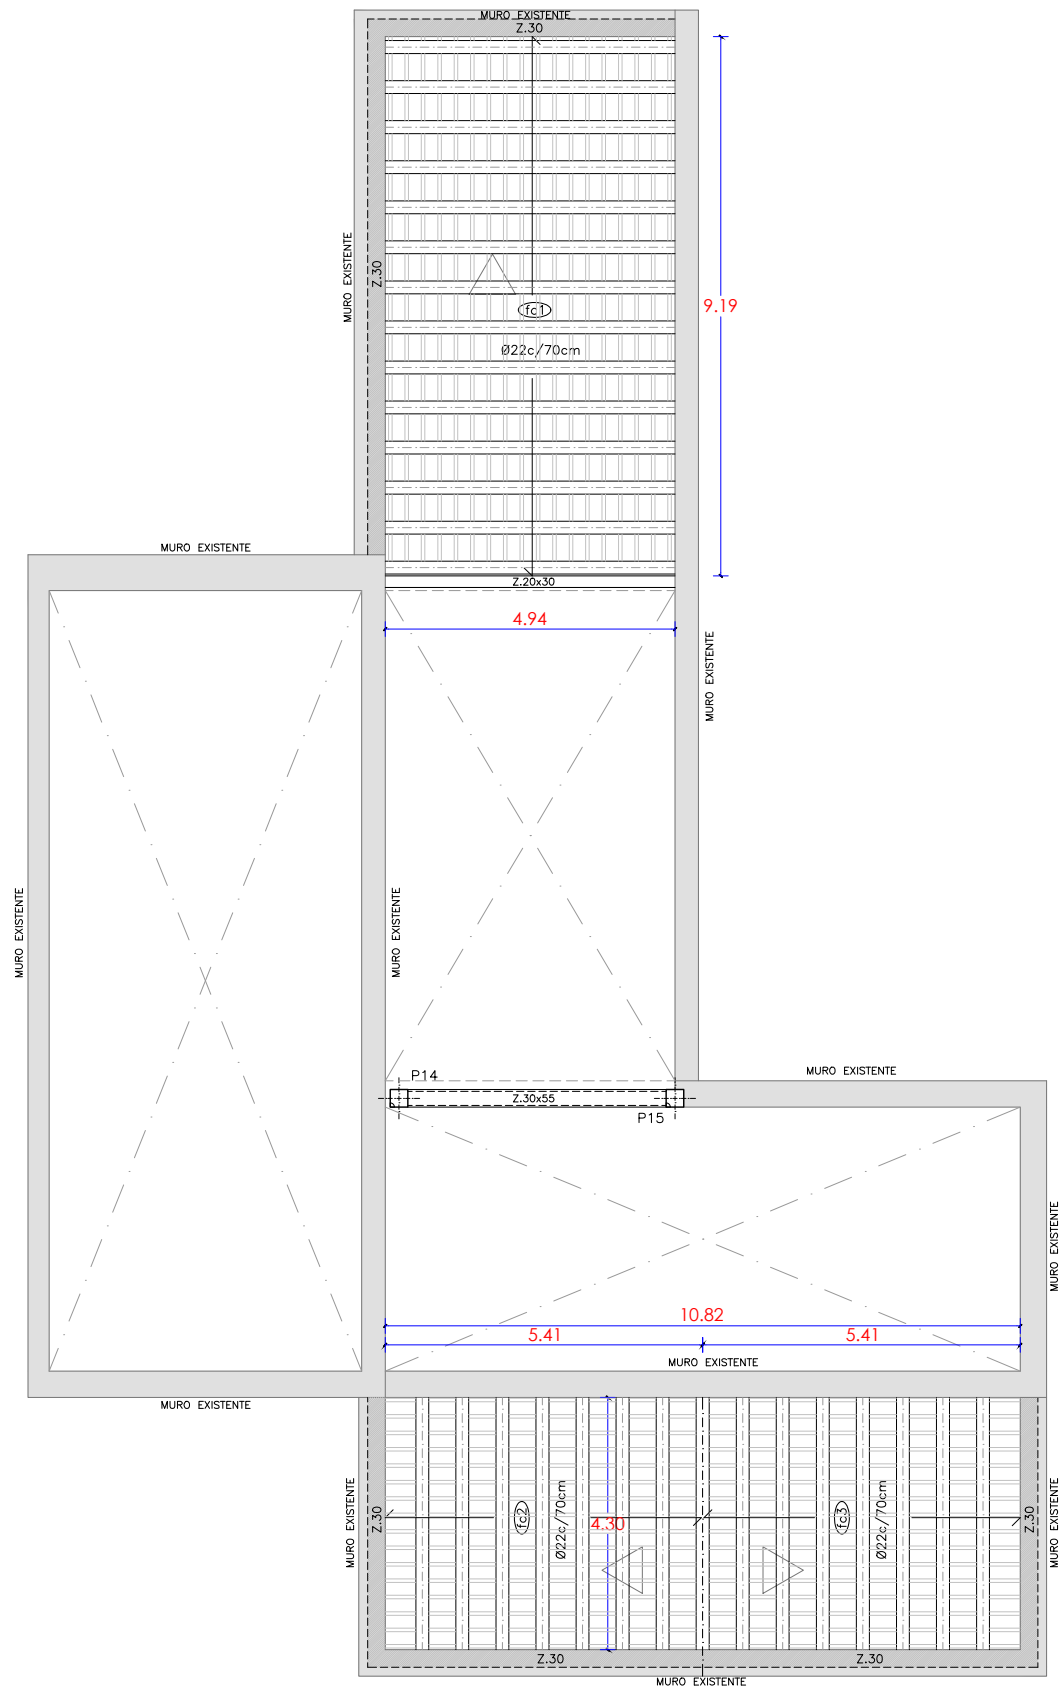 MURO EXISTENTE
Z.30
MURO EXISTENTE
Z.30
fc1
9.19
Ø22c/70cm
MURO EXISTENTE
Z.20x30
4.94
MURO EXISTENTE
MURO EXISTENTE
MURO EXISTENTE
P14
MURO EXISTENTE
Z.30x55
P15
MURO EXISTENTE
10.82
5.41
5.41
MURO EXISTENTE
MURO EXISTENTE
MURO EXISTENTE
Z.30
fc2
Ø22c/70cm
4.30
fc3
Ø22c/70cm
Z.30
MURO EXISTENTE
Z.30
Z.30
MURO EXISTENTE